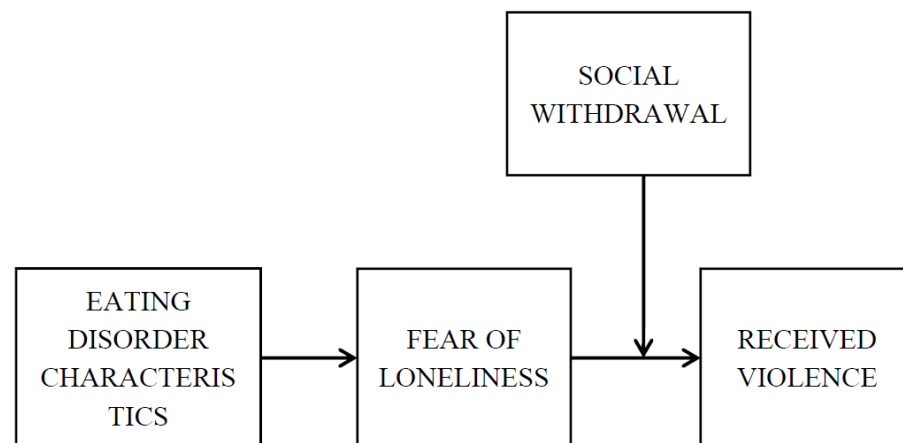 SOCIAL
WITHDRAWAL
EATING
DISORDER
CHARACTERIS
TICS
FEAR OF
LONELINESS
RECEIVED
VIOLENCE